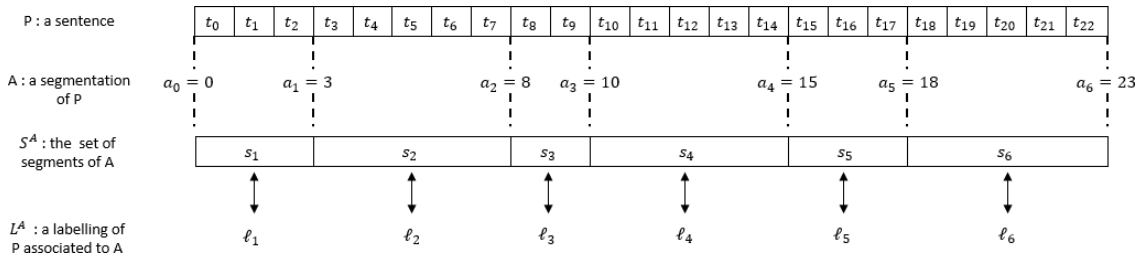 P : a sentence t₀ t₁ t₂ t₃ t₄ t₅ t₆ t₇ t₈ t₉ t₁₀ t₁₁ t₁₂ t₁₃ t₁₄ t₁₅ t₁₆ t₁₇ t₁₈ t₁₉ t₂₀ t₂₁ t₂₂
A : a segmentation
of P
a₀ = 0 a₁ = 3 a₂ = 8 a₃ = 10 a₄ = 15 a₅ = 18 a₆ = 23
Sᴬ : the set of
segments of A
s₁ s₂ s₃ s₄ s₅ s₆
Lᴬ : a labelling of
P associated to A
ℓ₁ ℓ₂ ℓ₃ ℓ₄ ℓ₅ ℓ₆